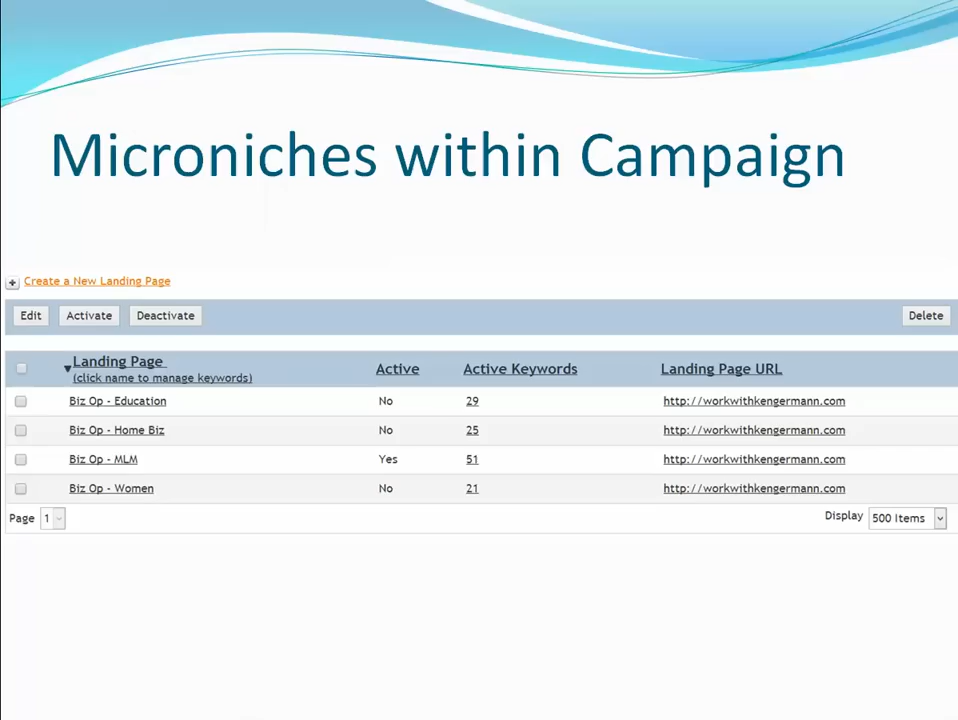 Microniches within Campaign
Create a New Landing Page
Edit Activate Deactivate Delete
Landing Page Active Active Keywords Landing Page URL
(click name to manage keywords)
Biz Op - Education No 29 http://workwithkengermann.com
Biz Op - Home Biz No 25 http://workwithkengermann.com
Biz Op - MLM Yes 51 http://workwithkengermann.com
Biz Op - Women No 21 http://workwithkengermann.com
Page 1 Display 500 Items